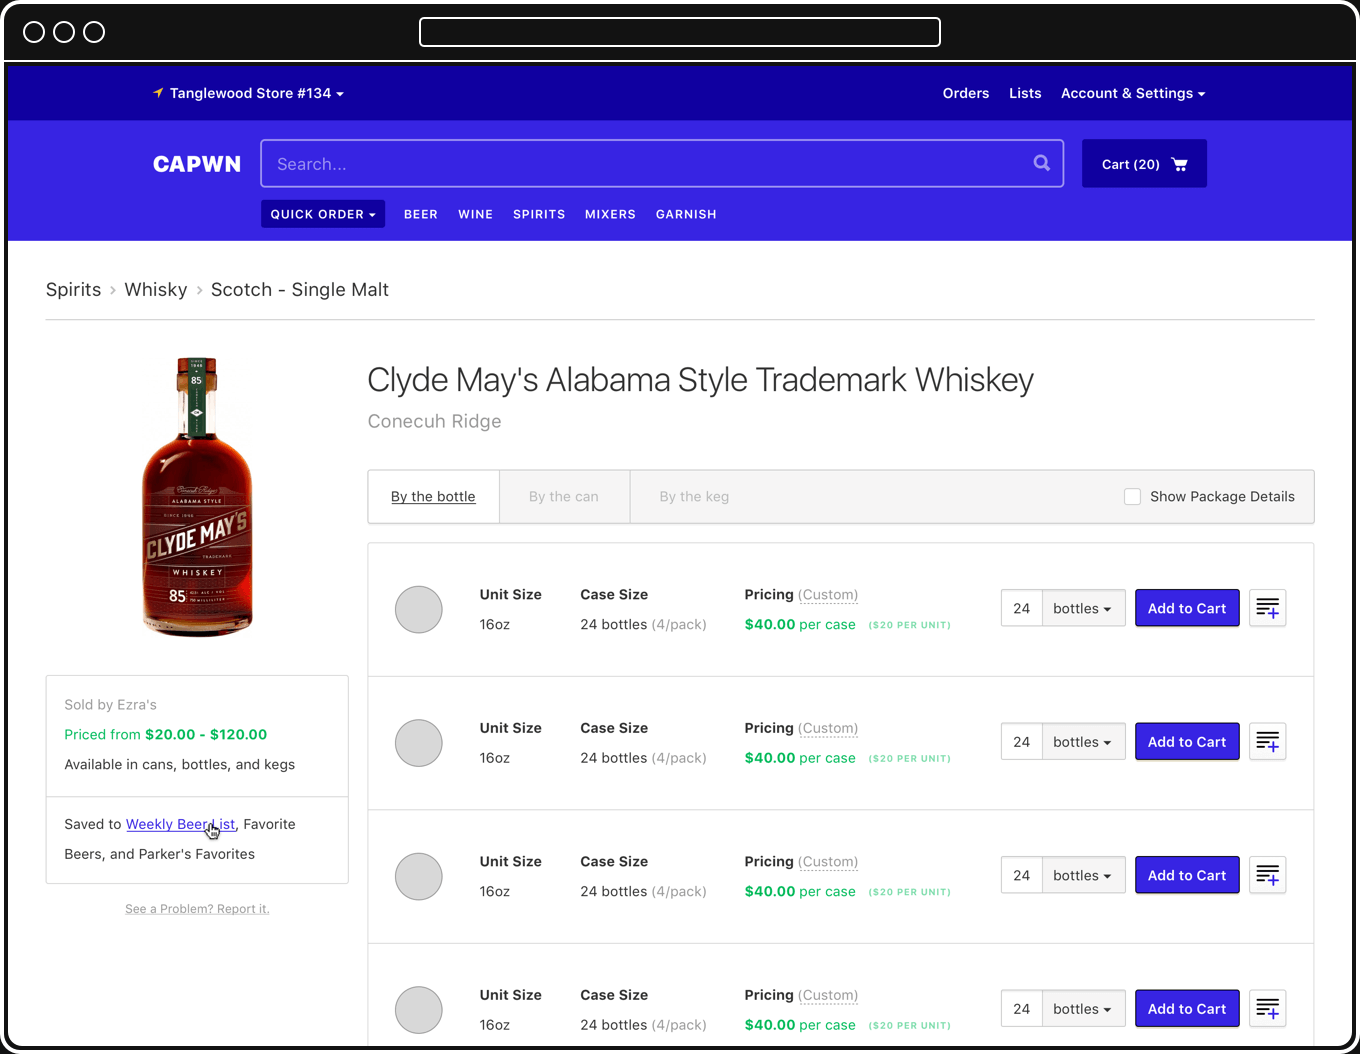 Tanglewood Store #134
Orders
Lists
Account & Settings
CAPWN
Search...
Cart (20)
QUICK ORDER
BEER
WINE
SPIRITS
MIXERS
GARNISH
Spirits › Whisky › Scotch - Single Malt
85
ALABAMA STYLE
SINCE 1946
CLYDE MAY'S
TRADEMARK
WHISKEY
85
Sold by Ezra's
Priced from $20.00 - $120.00
Available in cans, bottles, and kegs
Saved to Weekly Beer List, Favorite
Beers, and Parker's Favorites
See a Problem? Report it.
Clyde May's Alabama Style Trademark Whiskey
Conecuh Ridge
By the bottle
By the can
By the keg
Show Package Details
Unit Size Case Size Pricing (Custom)
16oz 24 bottles (4/pack) $40.00 per case ($20 PER UNIT)
24 bottles Add to Cart
Unit Size Case Size Pricing (Custom)
16oz 24 bottles (4/pack) $40.00 per case ($20 PER UNIT)
24 bottles Add to Cart
Unit Size Case Size Pricing (Custom)
16oz 24 bottles (4/pack) $40.00 per case ($20 PER UNIT)
24 bottles Add to Cart
Unit Size Case Size Pricing (Custom)
16oz 24 bottles (4/pack) $40.00 per case ($20 PER UNIT)
24 bottles Add to Cart